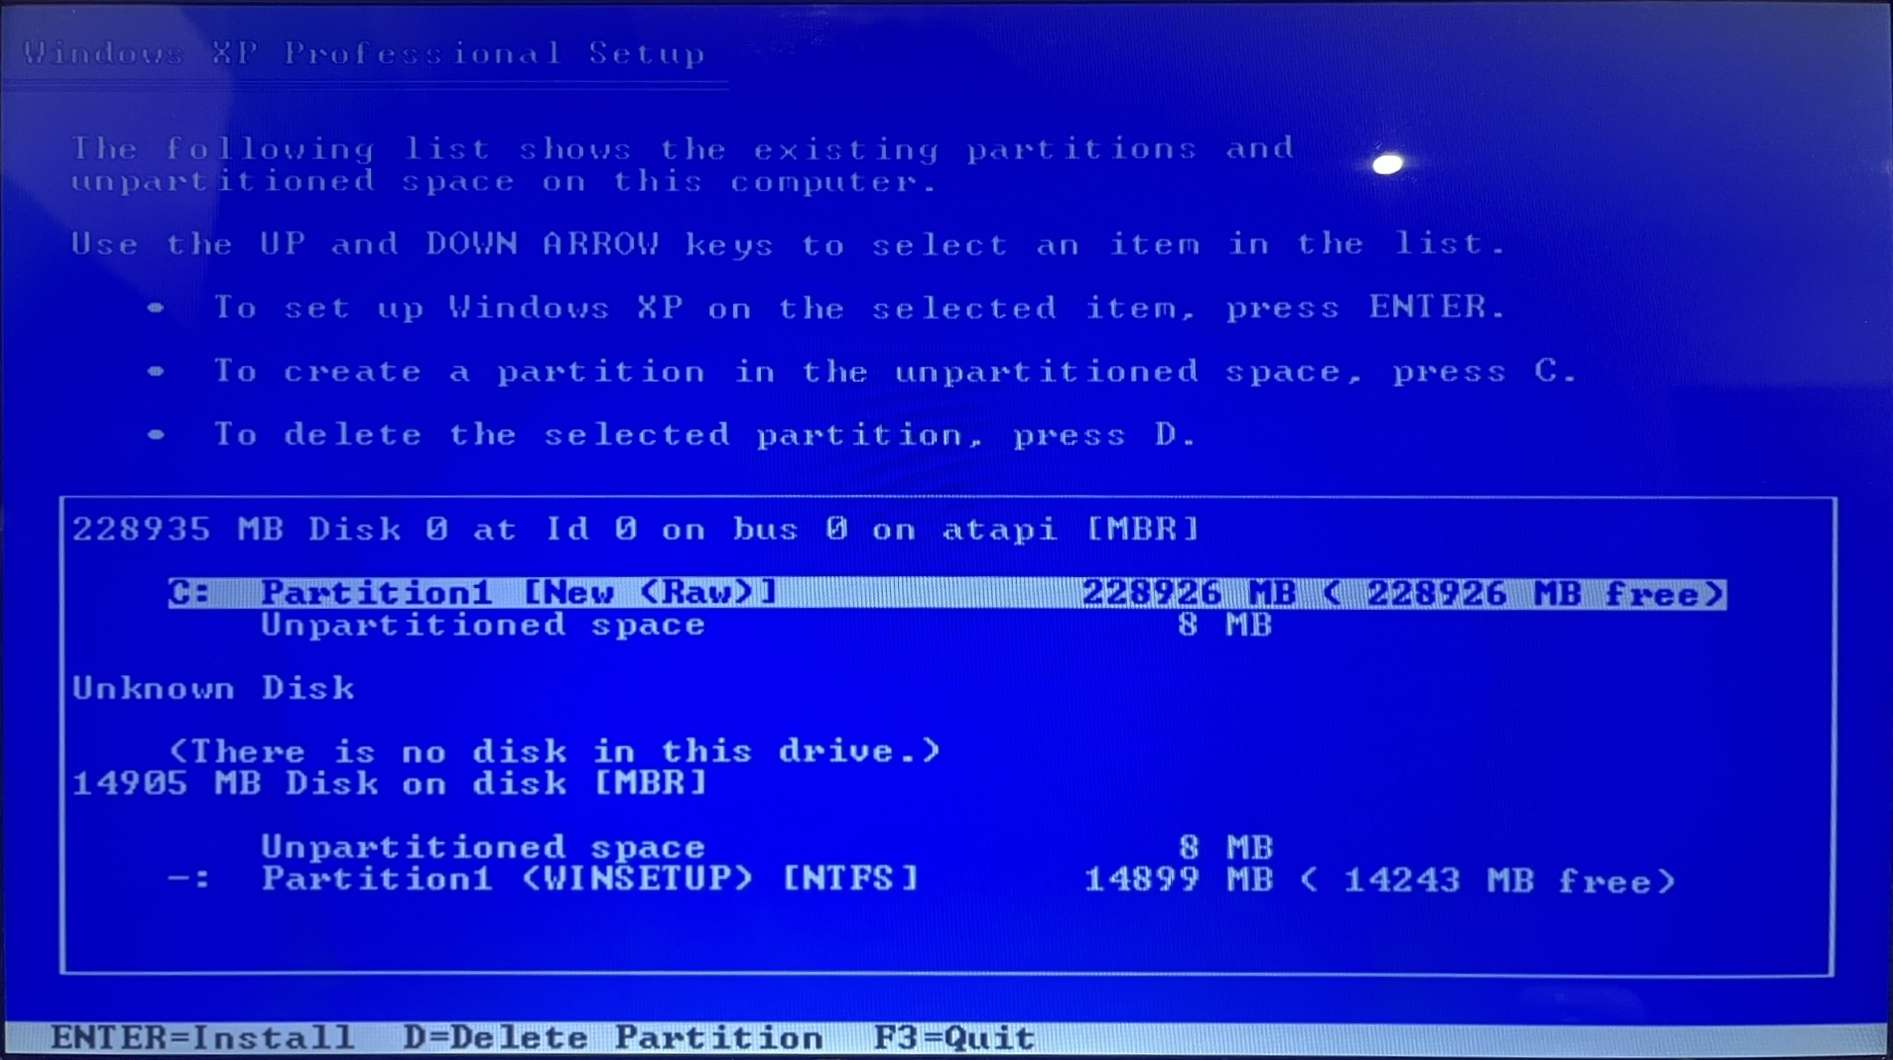 Windows XP Professional Setup
The following list shows the existing partitions and
unpartitioned space on this computer.
Use the UP and DOWN ARROW keys to select an item in the list.
• To set up Windows XP on the selected item, press ENTER.
• To create a partition in the unpartitioned space, press C.
• To delete the selected partition, press D.
228935 MB Disk 0 at Id 0 on bus 0 on atapi [MBR]
C: Partition1 [New (Raw)] 228926 MB ( 228926 MB free)
Unpartitioned space 8 MB
Unknown Disk
(There is no disk in this drive.)
14905 MB Disk on disk [MBR]
Unpartitioned space 8 MB
-: Partition1 (WINSETUP) [NTFS] 14899 MB ( 14243 MB free)
ENTER=Install D=Delete Partition F3=Quit